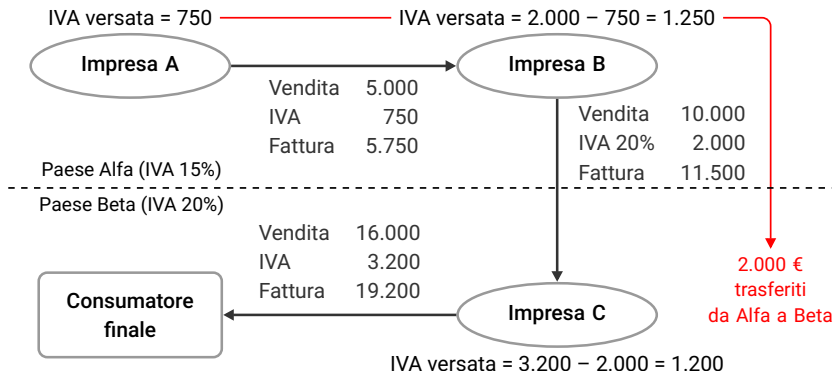 IVA versata = 750
IVA versata = 2.000 – 750 = 1.250
Impresa A
Impresa B
Vendita 5.000
IVA 750
Fattura 5.750
Vendita 10.000
IVA 20% 2.000
Fattura 11.500
Paese Alfa (IVA 15%)
Paese Beta (IVA 20%)
Vendita 16.000
IVA 3.200
Fattura 19.200
2.000 €
trasferiti
da Alfa a Beta
Consumatore
finale
Impresa C
IVA versata = 3.200 – 2.000 = 1.200